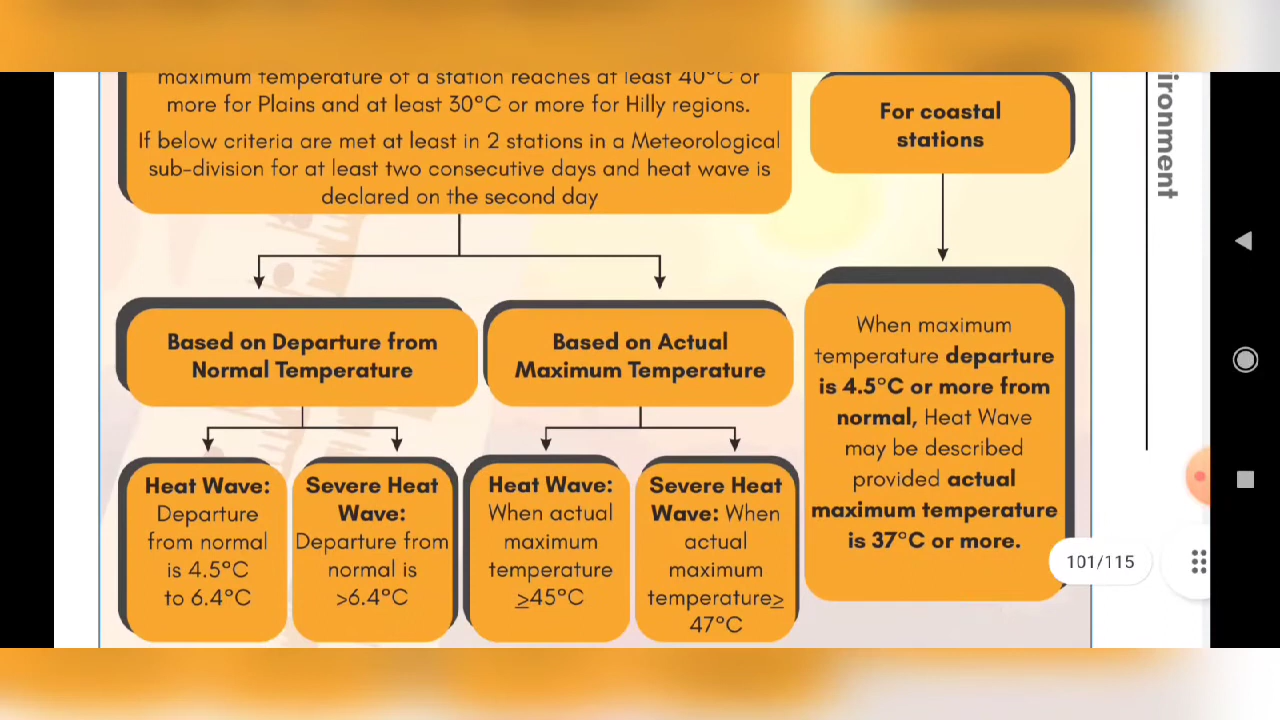 maximum temperature of a station reaches at least 40°C or
more for Plains and at least 30°C or more for Hilly regions.
If below criteria are met at least in 2 stations in a Meteorological
sub-division for at least two consecutive days and heat wave is
declared on the second day
For coastal
stations
Based on Departure from
Normal Temperature
Based on Actual
Maximum Temperature
Heat Wave:
Departure
from normal
is 4.5°C
to 6.4°C
Severe Heat
Wave:
Departure from
normal is
>6.4°C
Heat Wave:
When actual
maximum
temperature
≥45°C
Severe Heat
Wave: When
actual
maximum
temperature≥
47°C
When maximum
temperature departure
is 4.5°C or more from
normal, Heat Wave
may be described
provided actual
maximum temperature
is 37°C or more.
ironment
101/115